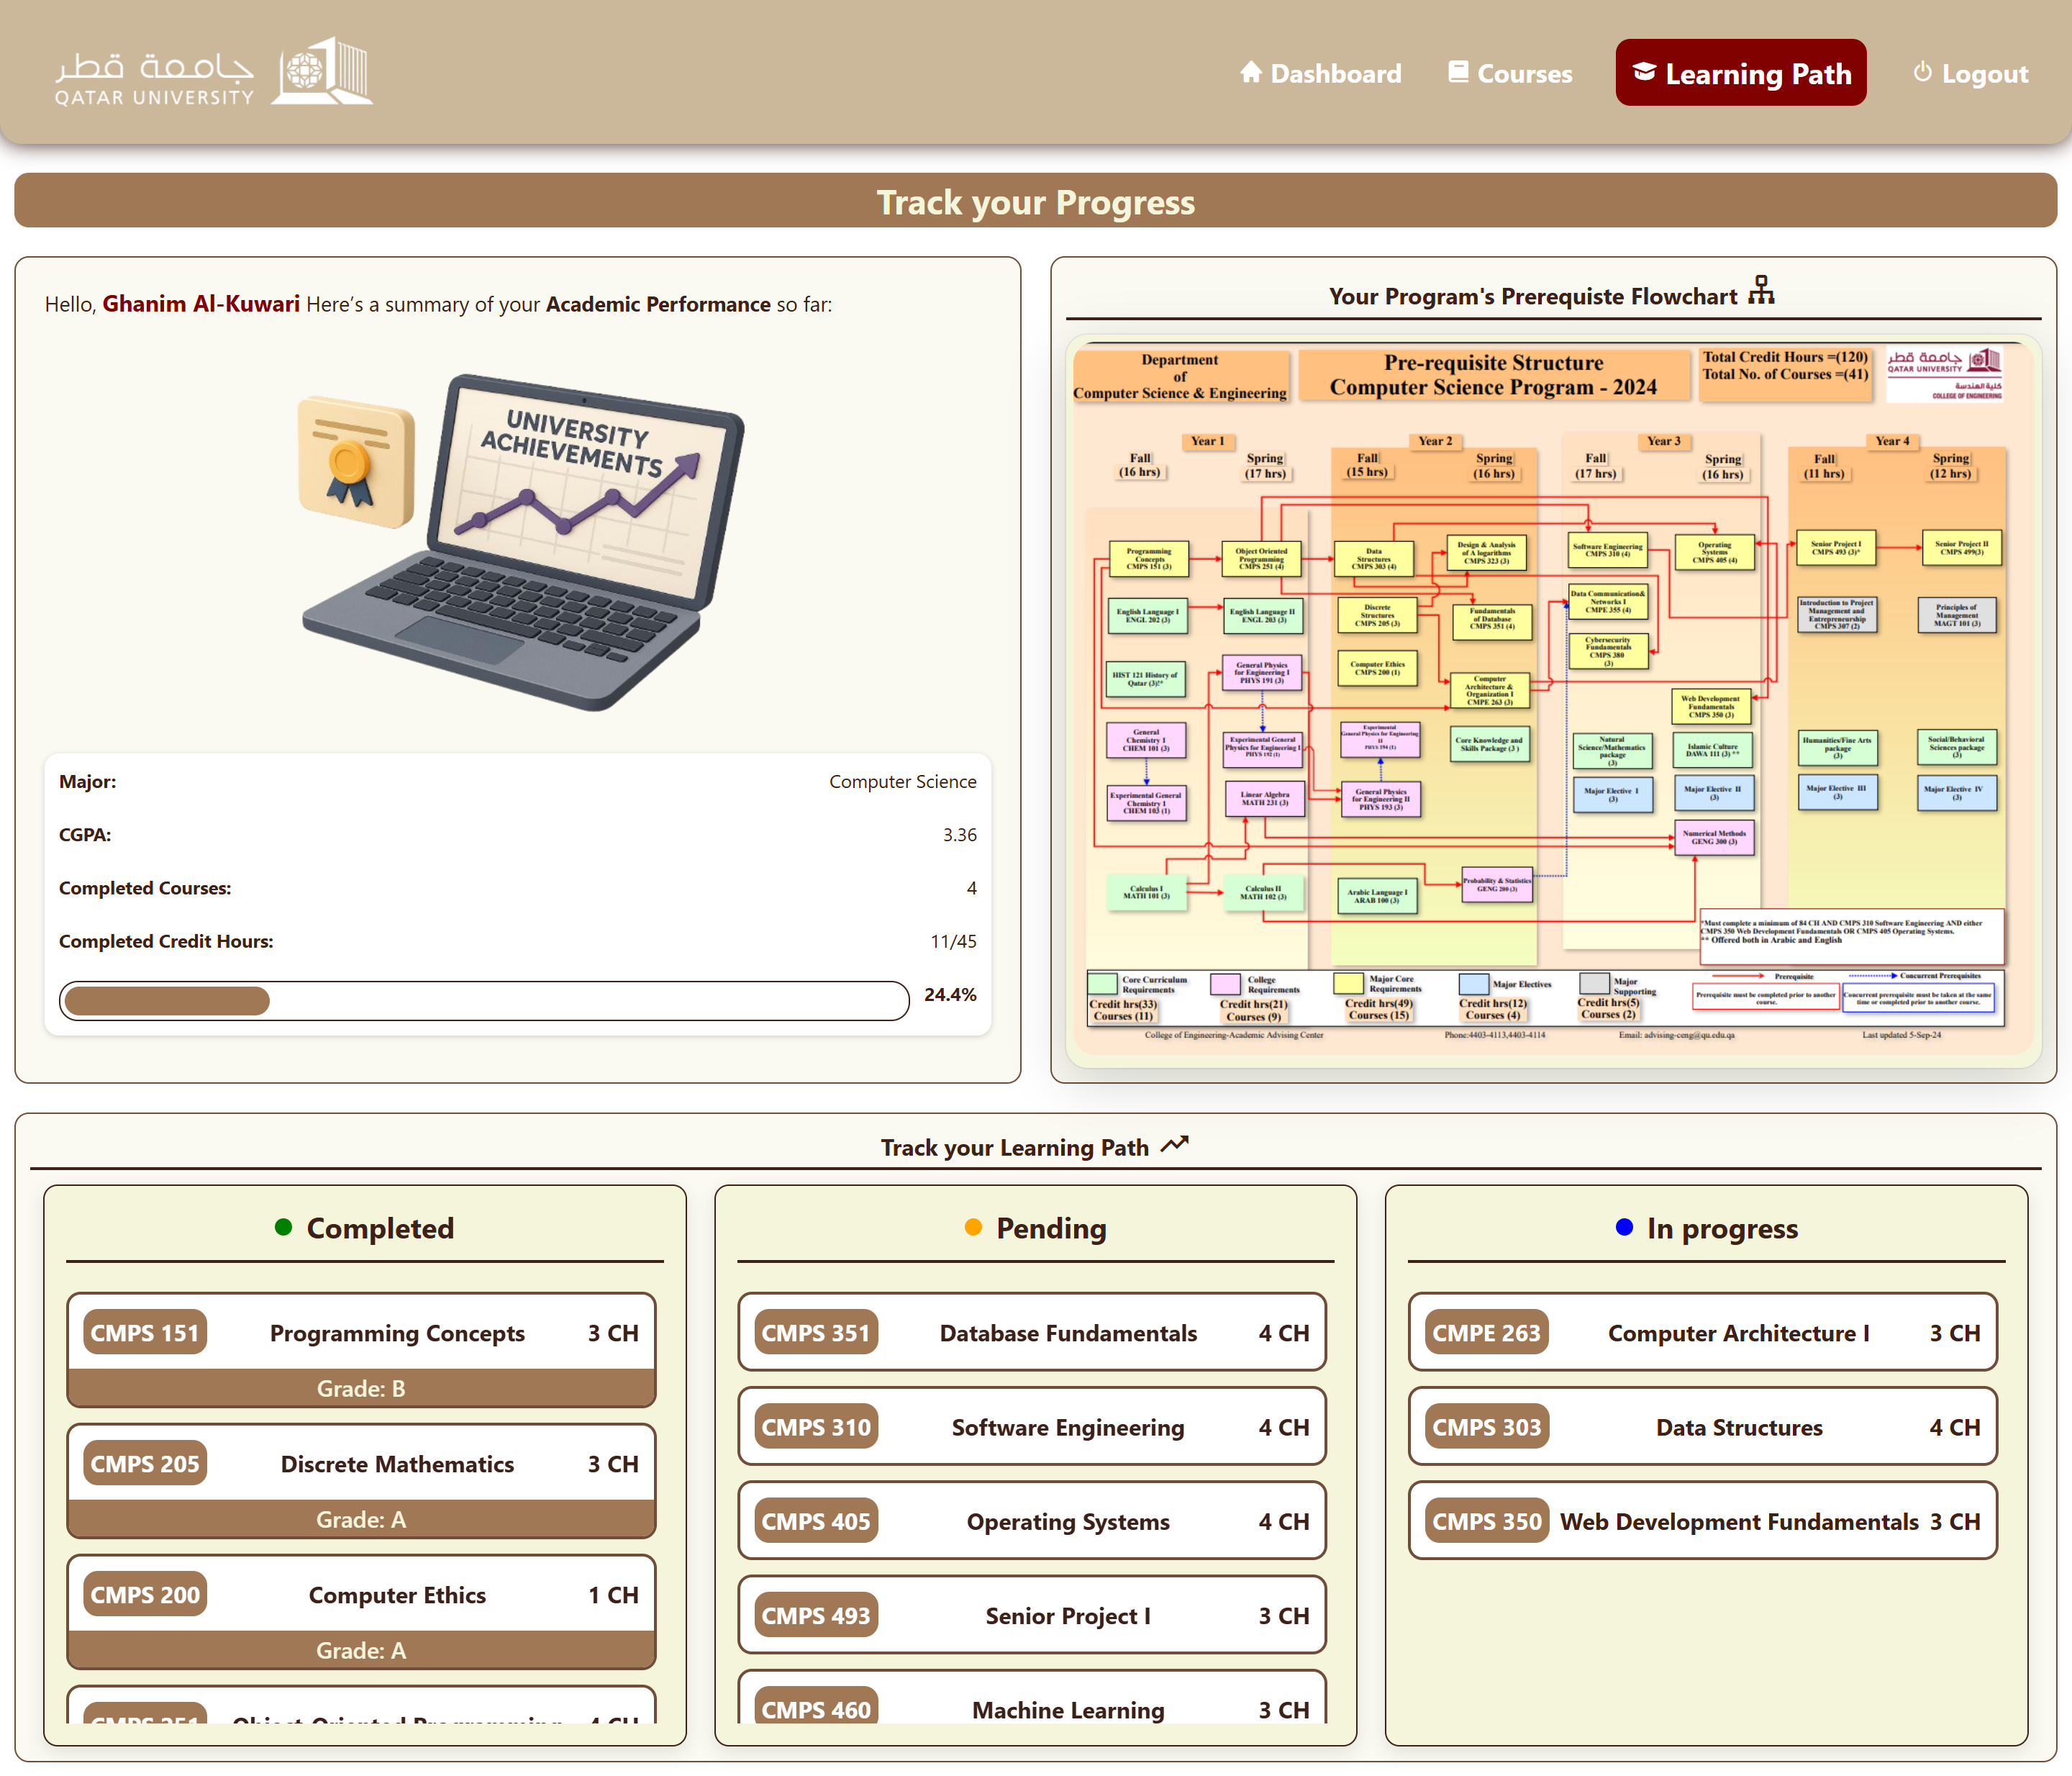 جامعة قطر
QATAR UNIVERSITY
Dashboard
Courses
Learning Path
Logout
Track your Progress
Hello, Ghanim Al-Kuwari Here's a summary of your Academic Performance so far:
UNIVERSITY
ACHIEVEMENTS
Major:
Computer Science
CGPA:
3.36
Completed Courses:
4
Completed Credit Hours:
11/45
24.4%
Your Program's Prerequiste Flowchart
Department
of
Computer Science & Engineering
Pre-requisite Structure
Computer Science Program - 2024
Total Credit Hours =(120)
Total No. of Courses =(41)
جامعة قطر
QATAR UNIVERSITY
كلية الهندسة
COLLEGE OF ENGINEERING
Year 1
Year 2
Year 3
Year 4
Fall
(16 hrs)
Spring
(17 hrs)
Fall
(15 hrs)
Spring
(16 hrs)
Fall
(17 hrs)
Spring
(16 hrs)
Fall
(11 hrs)
Spring
(12 hrs)
Programming
Concepts
CMPS 151 (3)
Object Oriented
Programming
CMPS 251 (4)
Data
Structures
CMPS 303 (4)
Design & Analysis
of A logarithms
CMPS 323 (3)
Software Engineering
CMPS 310 (4)
Operating
Systems
CMPS 405 (4)
Senior Project I
CMPS 493 (3)*
Senior Project II
CMPS 499(3)
English Language I
ENGL 202 (3)
English Language II
ENGL 203 (3)
Discrete
Structures
CMPS 205 (3)
Fundamentals
of Database
CMPS 351 (4)
Data Communication&
Networks I
CMPE 355 (4)
Introduction to Project
Management and
Entrepreneurship
CMPS 307 (2)
Principles of
Management
MAGT 101 (3)
Cybersecurity
Fundamentals
CMPS 380
(3)
HIST 121 History of
Qatar (3)!*
General Physics
for Engineering I
PHYS 191 (3)
Computer Ethics
CMPS 200 (1)
Computer
Architecture &
Organization I
CMPE 263 (3)
Web Development
Fundamentals
CMPS 350 (3)
General
Chemistry I
CHEM 101 (3)
Experimental General
Physics for Engineering I
PHYS 192 (1)
Experimental
General Physics for Engineering
II
PHYS 194 (1)
Core Knowledge and
Skills Package (3 )
Natural
Science/Mathematics
package
(3)
Islamic Culture
DAWA 111 (3) **
Humanities/Fine Arts
package
(3)
Social/Behavioral
Sciences package
(3)
Experimental General
Chemistry I
CHEM 103 (1)
Linear Algebra
MATH 231 (3)
General Physics
for Engineering II
PHYS 193 (3)
Major Elective I
(3)
Major Elective II
(3)
Major Elective III
(3)
Major Elective IV
(3)
Numerical Methods
GENG 300 (3)
Calculus I
MATH 101 (3)
Calculus II
MATH 102 (3)
Arabic Language I
ARAB 100 (3)
Probability & Statistics
GENG 200 (3)
*Must complete a minimum of 84 CH AND CMPS 310 Software Engineering AND either
CMPS 350 Web Development Fundamentals OR CMPS 405 Operating Systems.
** Offered both in Arabic and English
Core Curriculum
Requirements
Credit hrs(33)
Courses (11)
College
Requirements
Credit hrs(21)
Courses (9)
Major Core
Requirements
Credit hrs(49)
Courses (15)
Major Electives
Credit hrs(12)
Courses (4)
Major
Supporting
Credit hrs(5)
Courses (2)
Prerequisite
Concurrent Prerequisites
Prerequisite must be completed prior to another
course.
Concurrent prerequisite must be taken at the same
time or completed prior to another course.
College of Engineering-Academic Advising Center
Phone:4403-4113,4403-4114
Email: advising-ceng@qu.edu.qa
Last updated 5-Sep-24
Track your Learning Path
Completed
CMPS 151 Programming Concepts 3 CH
Grade: B
CMPS 205 Discrete Mathematics 3 CH
Grade: A
CMPS 200 Computer Ethics 1 CH
Grade: A
CMPS 251 Object-Oriented Programming 4 CH
Pending
CMPS 351 Database Fundamentals 4 CH
CMPS 310 Software Engineering 4 CH
CMPS 405 Operating Systems 4 CH
CMPS 493 Senior Project I 3 CH
CMPS 460 Machine Learning 3 CH
In progress
CMPE 263 Computer Architecture I 3 CH
CMPS 303 Data Structures 4 CH
CMPS 350 Web Development Fundamentals 3 CH